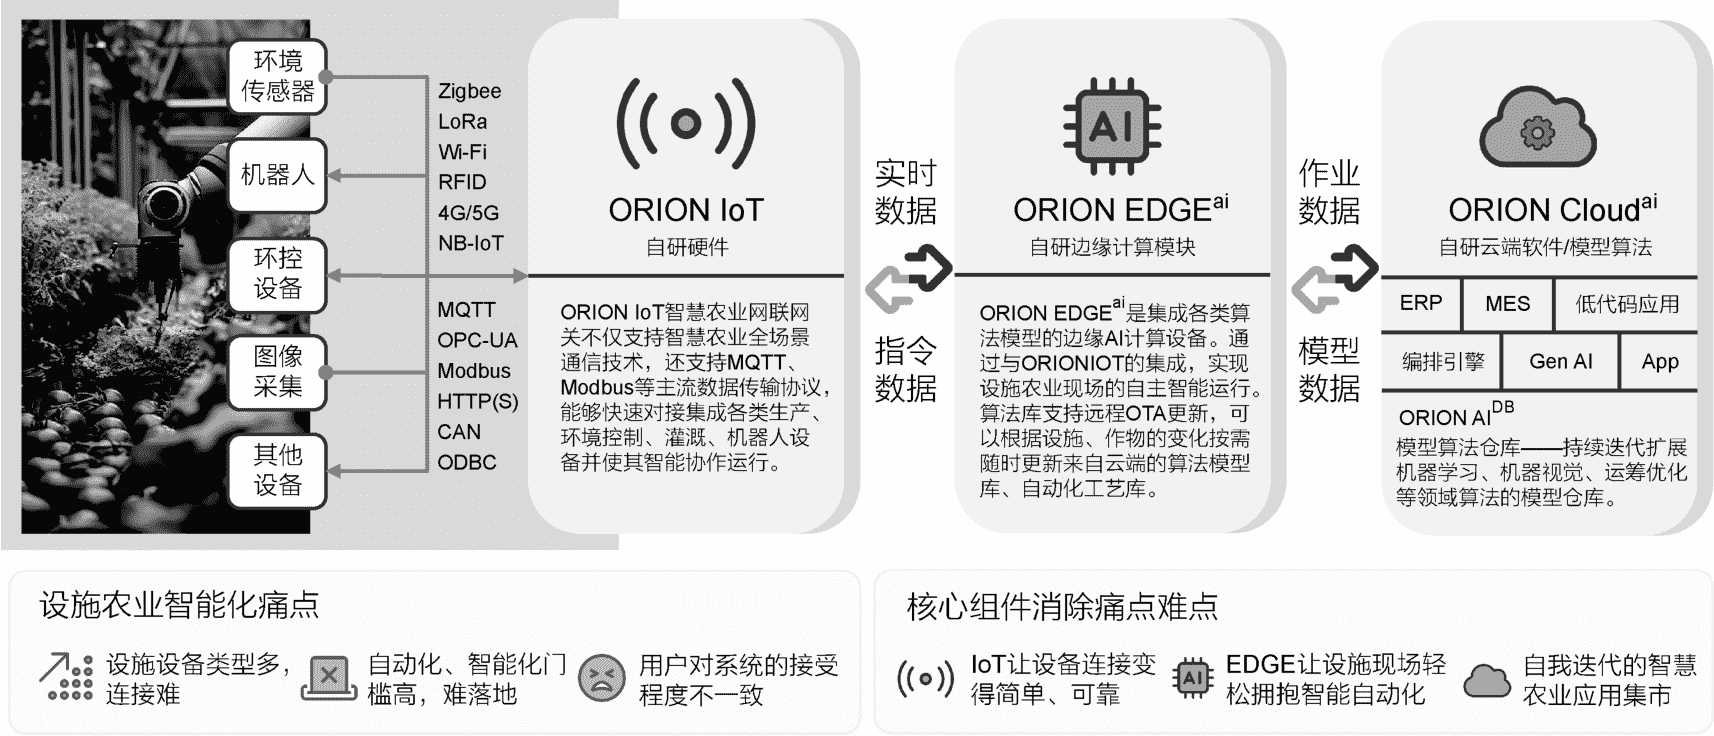 环境
传感器
机器人
环控
设备
图像
采集
其他
设备
Zigbee
LoRa
Wi-Fi
RFID
4G/5G
NB-IoT
MQTT
OPC-UA
Modbus
HTTP(S)
CAN
ODBC
ORION IoT
自研硬件
ORION IoT智慧农业网联网
关不仅支持智慧农业全场景
通信技术，还支持MQTT、
Modbus等主流数据传输协议，
能够快速对接集成各类生产、
环境控制、灌溉、机器人设
备并使其智能协作运行。
实时
数据
指令
数据
AI
ORION EDGEai
自研边缘计算模块
ORION EDGEai是集成各类算
法模型的边缘AI计算设备。通
过与ORIONIOT的集成，实现
设施农业现场的自主智能运行。
算法库支持远程OTA更新，可
以根据设施、作物的变化按需
随时更新来自云端的算法模型
库、自动化工艺库。
作业
数据
模型
数据
ORION Cloudai
自研云端软件/模型算法
ERP MES 低代码应用
编排引擎 Gen AI App
ORION AIDB
模型算法仓库——持续迭代扩展
机器学习、机器视觉、运筹优化
等领域算法的模型仓库。
设施农业智能化痛点
设施设备类型多，
连接难
自动化、智能化门
槛高，难落地
用户对系统的接受
程度不一致
核心组件消除痛点难点
IoT让设备连接变
得简单、可靠
AI
EDGE让设施现场轻
松拥抱智能自动化
自我迭代的智慧
农业应用集市